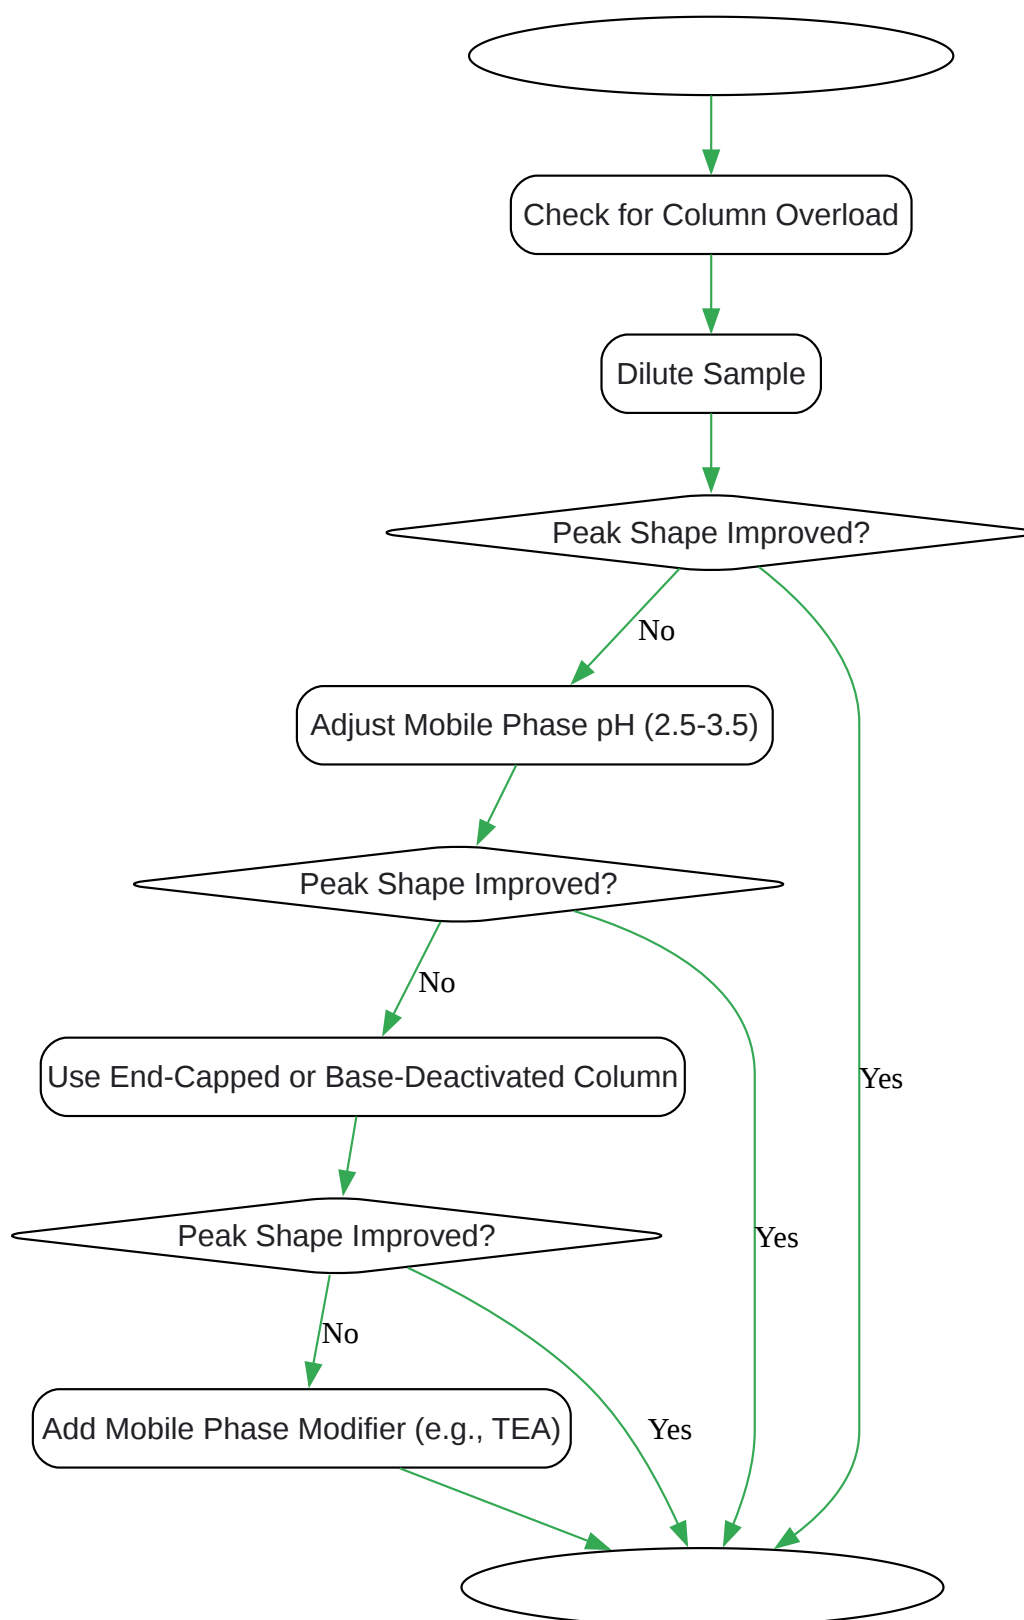 Check for Column Overload
Dilute Sample
Peak Shape Improved?
No
Adjust Mobile Phase pH (2.5-3.5)
Peak Shape Improved?
No
Use End-Capped or Base-Deactivated Column
Yes
Peak Shape Improved?
Yes
No
Add Mobile Phase Modifier (e.g., TEA)
Yes